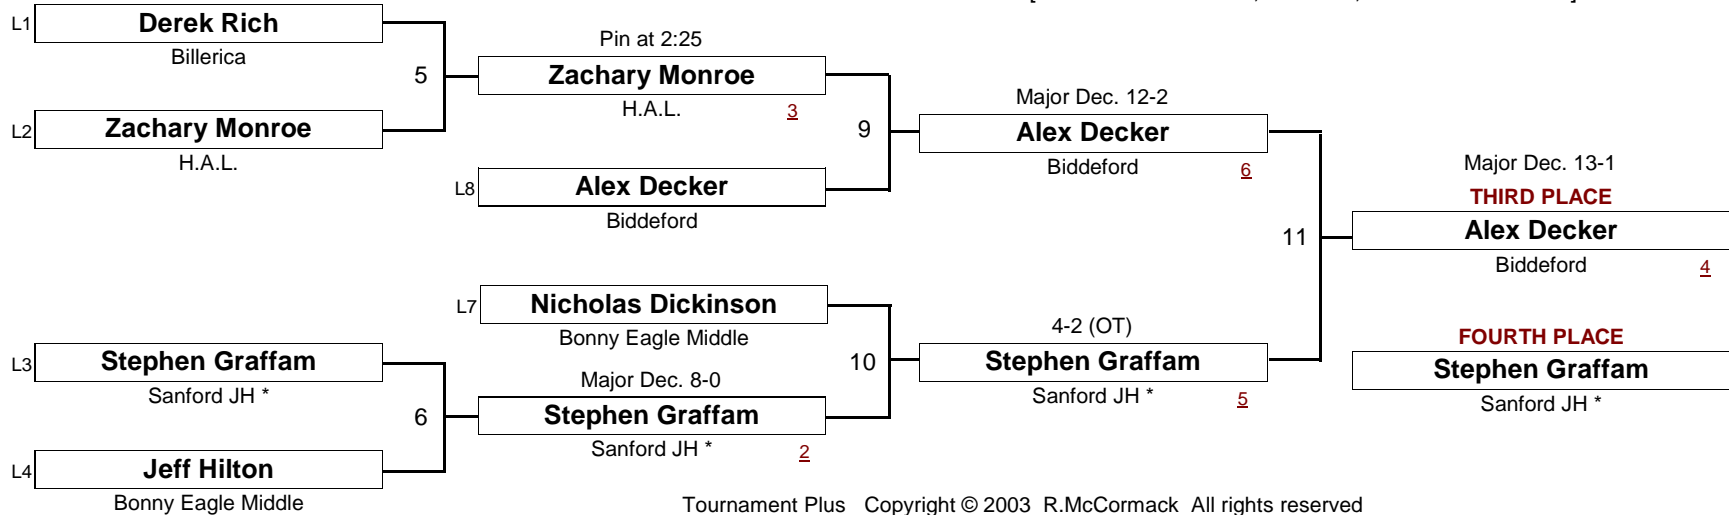 L1
Derek Rich
Billerica
5
L2
Zachary Monroe
H.A.L.
Pin at 2:25
Zachary Monroe
H.A.L.
3
9
L8
Alex Decker
Biddeford
Major Dec. 12-2
Alex Decker
Biddeford
6
11
Major Dec. 13-1
THIRD PLACE
Alex Decker
Biddeford
4
L7
Nicholas Dickinson
Bonny Eagle Middle
10
4-2 (OT)
Stephen Graffam
Sanford JH *
5
FOURTH PLACE
Stephen Graffam
Sanford JH *
L3
Stephen Graffam
Sanford JH *
6
Major Dec. 8-0
Stephen Graffam
Sanford JH *
2
L4
Jeff Hilton
Bonny Eagle Middle
Tournament Plus Copyright © 2003 R.McCormack All rights reserved